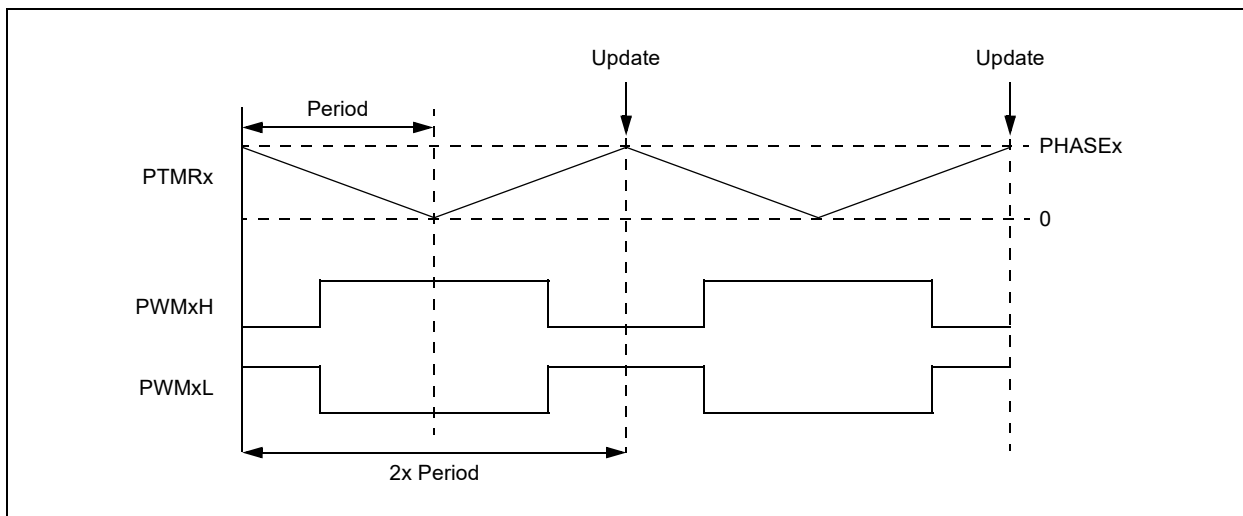 Update
Update
Period
PHASEx
PTMRx
0
PWMxH
PWMxL
2x Period